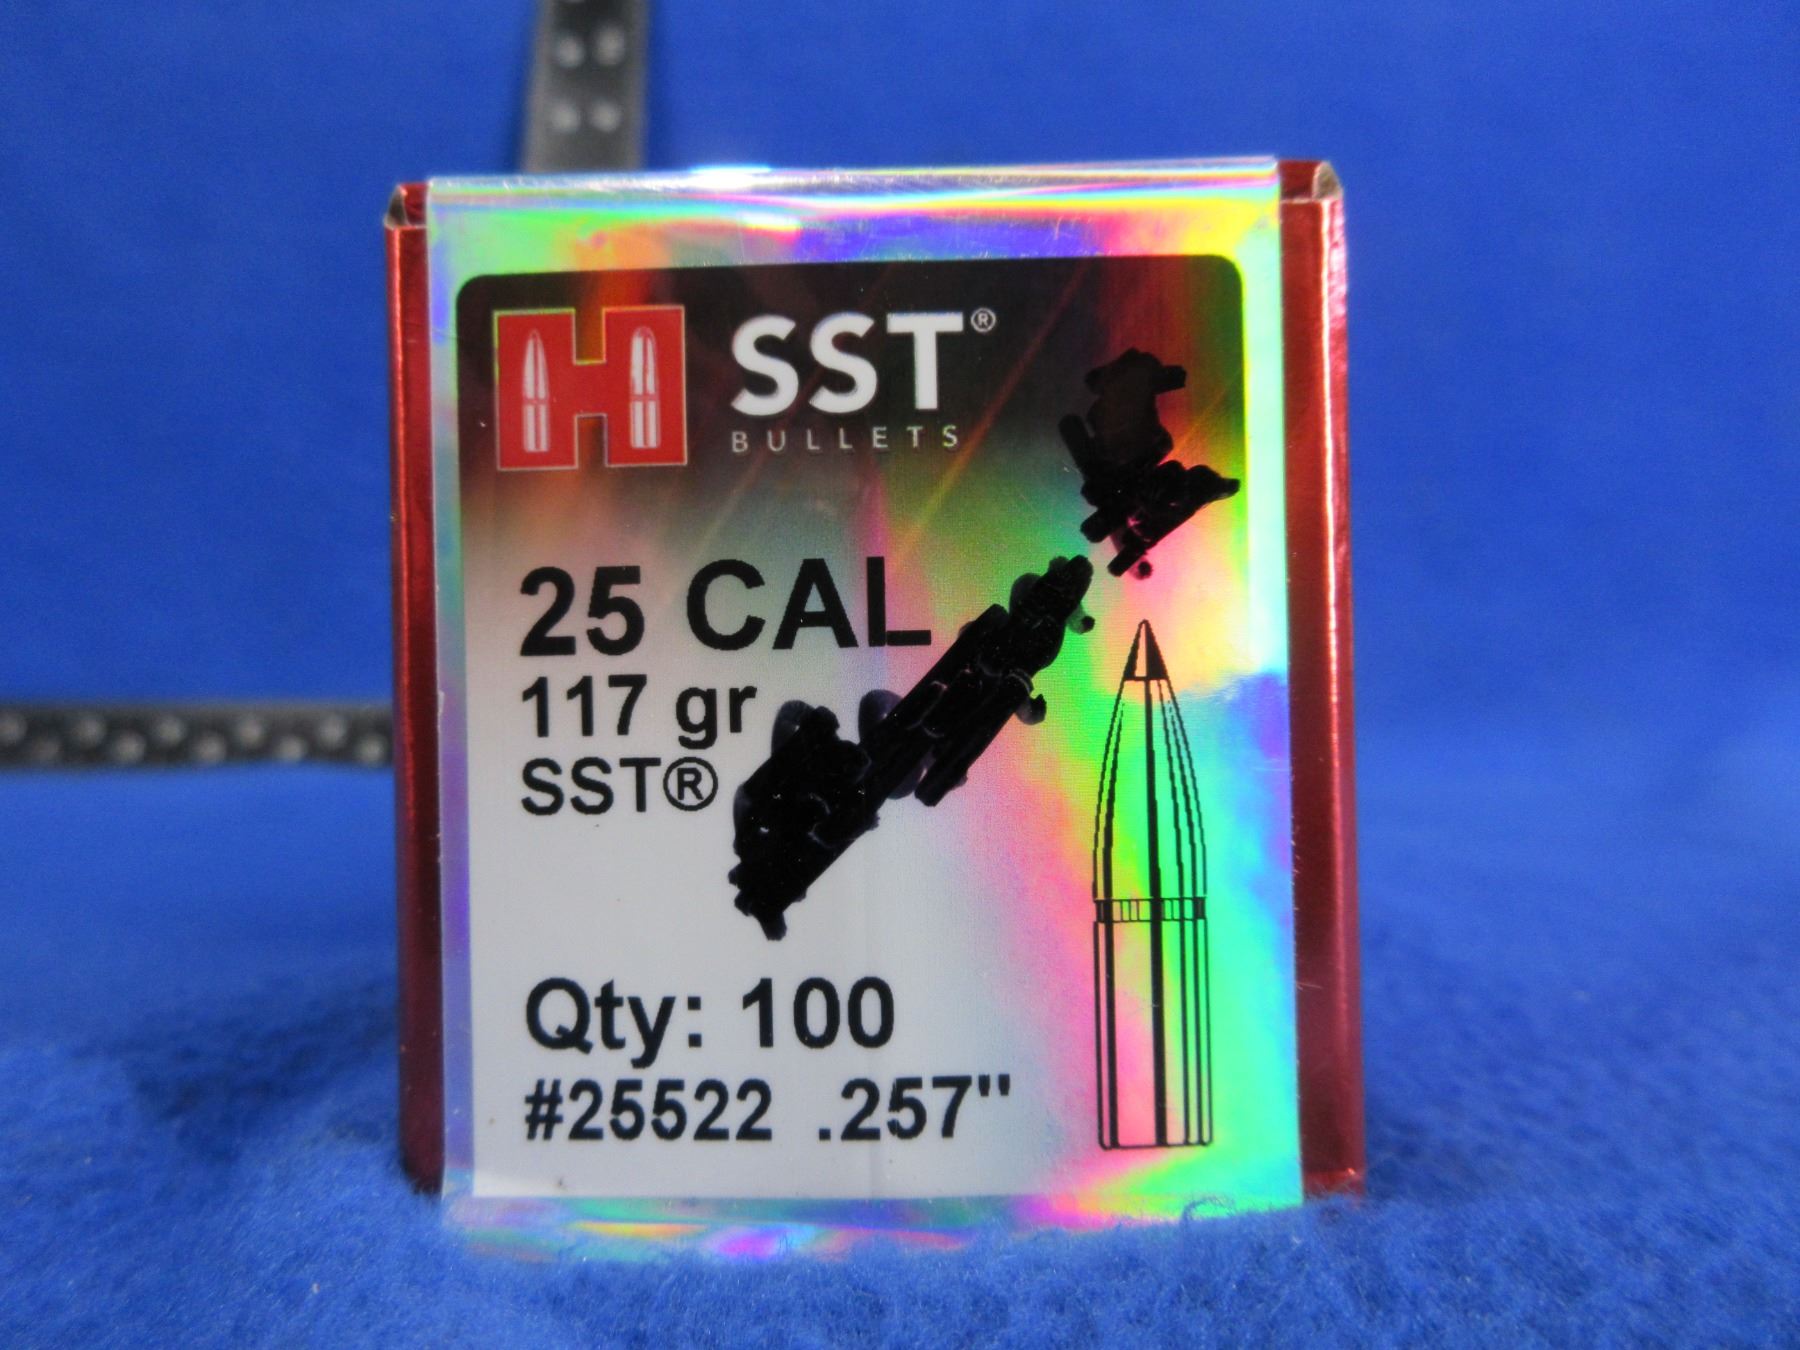 H SST®
BULLETS
25 CAL
117 gr
SST®
Qty: 100
#25522 .257"